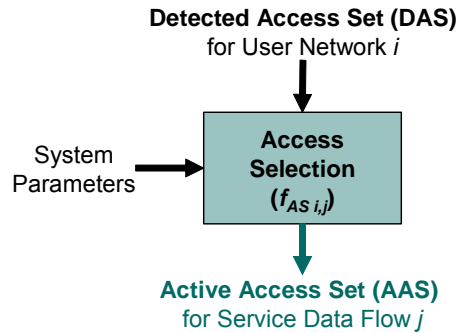 Detected Access Set (DAS)
for User Network i
System
Parameters
Access
Selection
(f_AS i,j)
Active Access Set (AAS)
for Service Data Flow j